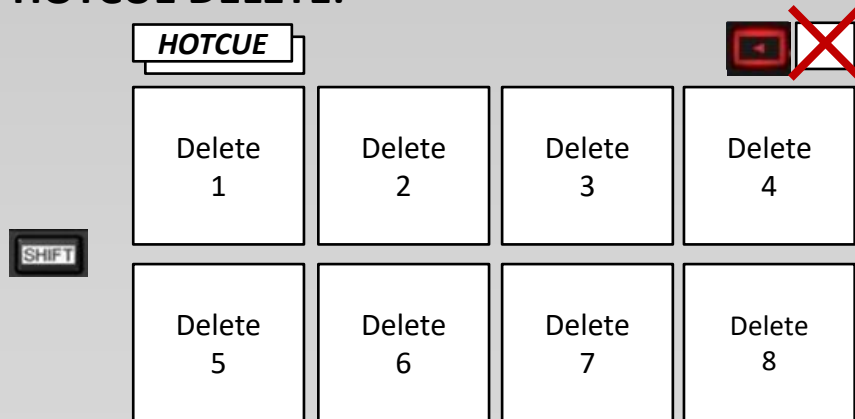 HOTCUE DELETE:
HOTCUE
Delete
1
Delete
2
Delete
3
Delete
4
SHIFT
Delete
5
Delete
6
Delete
7
Delete
8